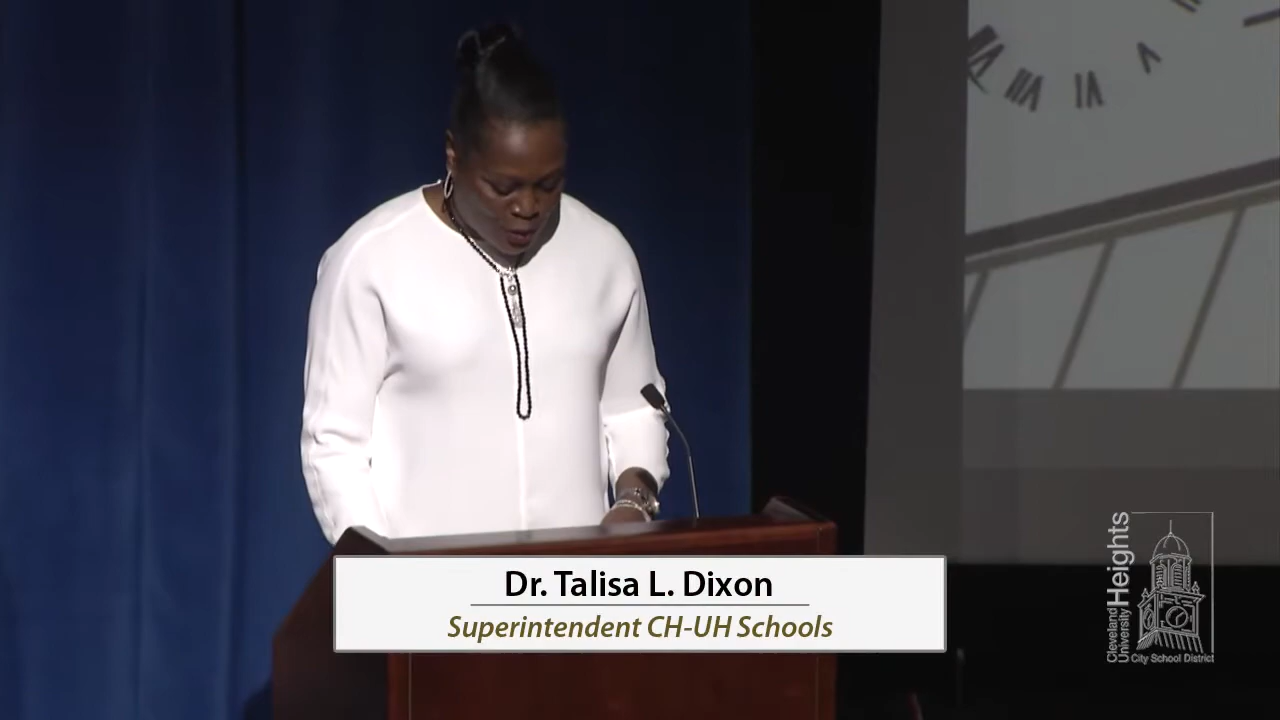 Dr. Talisa L. Dixon
Superintendent CH-UH Schools
Cleveland
University
Heights
City School District